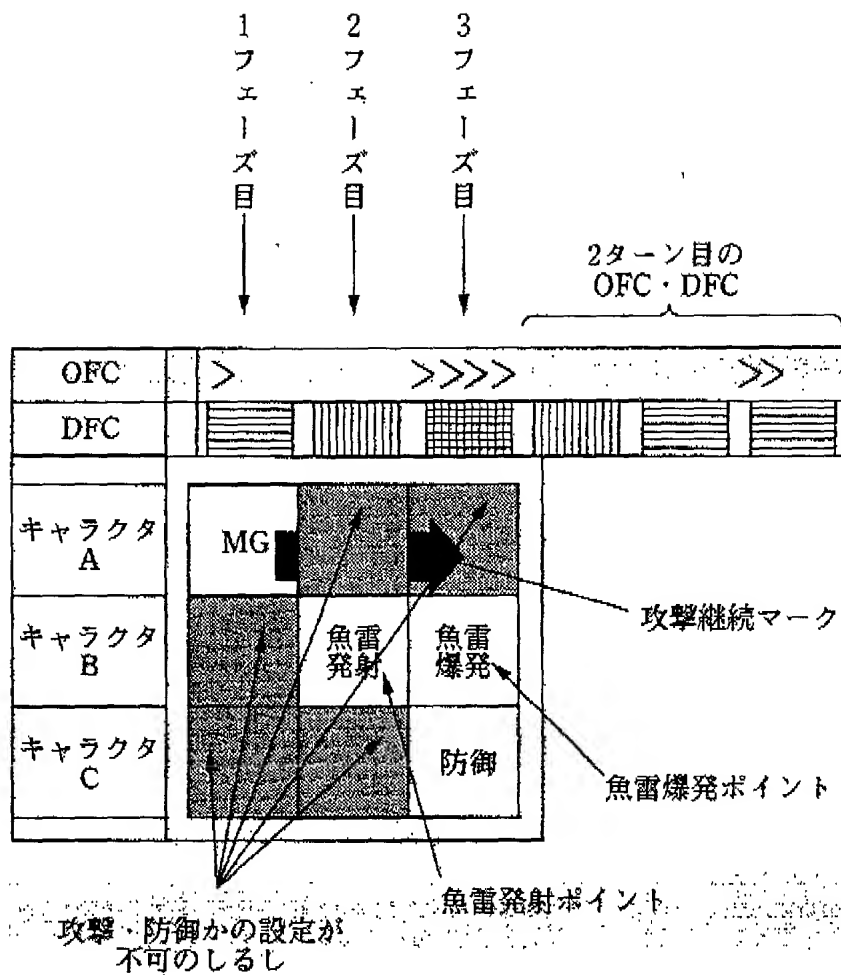 1フェーズ目
2フェーズ目
3フェーズ目
2ターン目の
OFC・DFC
OFC
>
>>>>
>>
DFC
キャラクタ
A
MG
攻撃継続マーク
キャラクタ
B
魚雷
発射
魚雷
爆発
キャラクタ
C
防御
魚雷爆発ポイント
魚雷発射ポイント
攻撃・防御かの設定が
不可のしるし